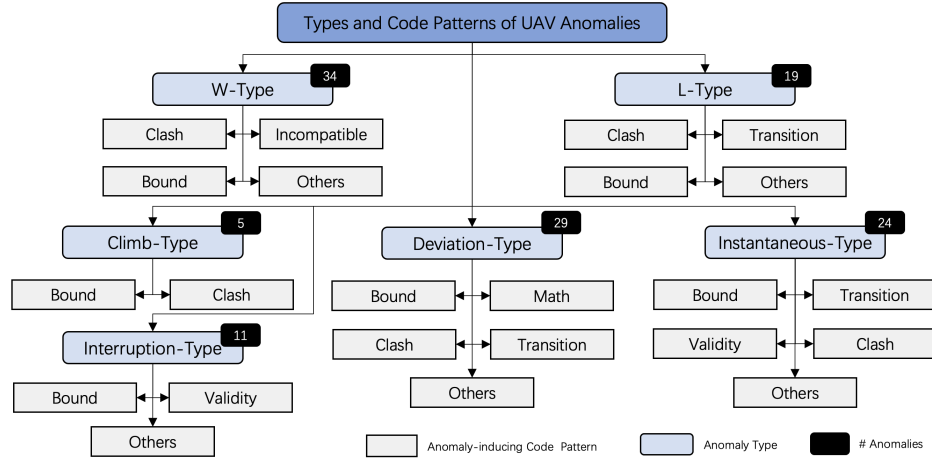 Types and Code Patterns of UAV Anomalies
34
W-Type
Clash
Incompatible
Bound
Others
19
L-Type
Clash
Transition
Bound
Others
5
Climb-Type
Bound
Clash
29
Deviation-Type
Bound
Math
Clash
Transition
Others
24
Instantaneous-Type
Bound
Transition
Validity
Clash
Others
11
Interruption-Type
Bound
Validity
Others
Anomaly-inducing Code Pattern
Anomaly Type
# Anomalies